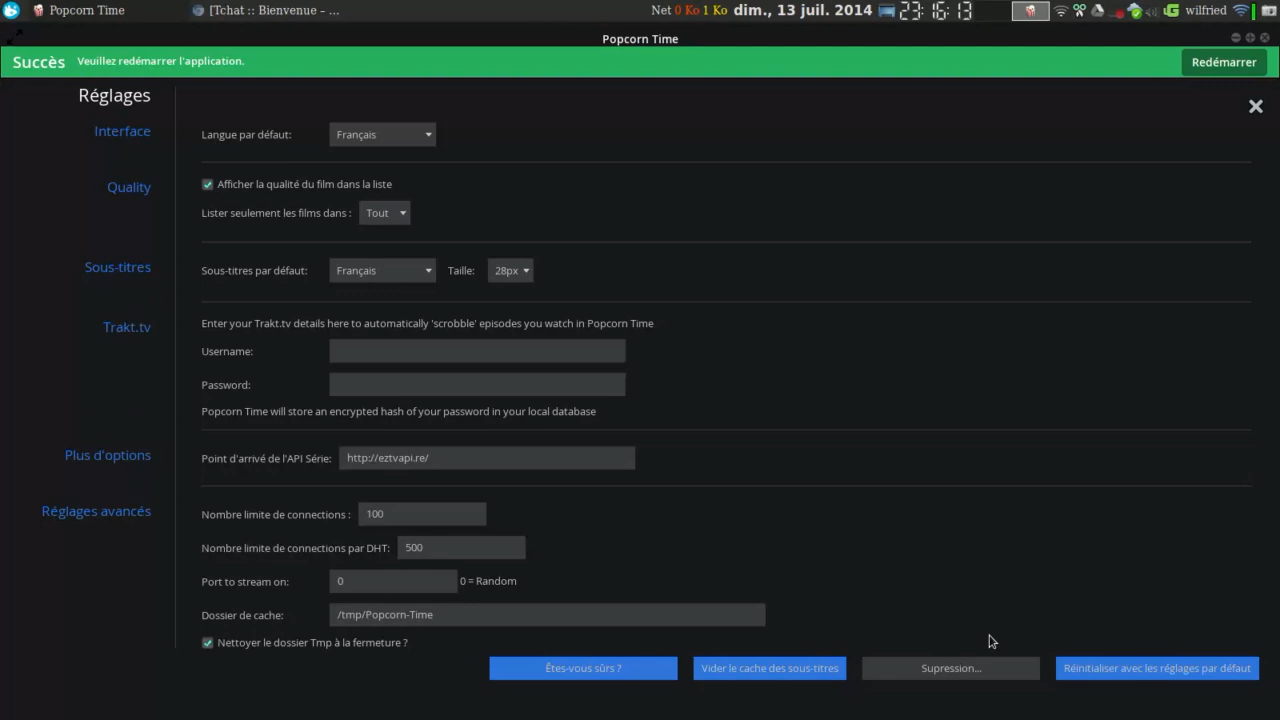 Popcorn Time
[Tchat :: Bienvenue – ...
Net 0 Ko 1 Ko dim., 13 juil. 2014 23:16:13
wilfried
Popcorn Time
Succès Veuillez redémarrer l'application.
Redémarrer
Réglages
Interface
Langue par défaut: Français
Quality
Afficher la qualité du film dans la liste
Lister seulement les films dans : Tout
Sous-titres
Sous-titres par défaut: Français Taille: 28px
Trakt.tv
Enter your Trakt.tv details here to automatically 'scrobble' episodes you watch in Popcorn Time
Username:
Password:
Popcorn Time will store an encrypted hash of your password in your local database
Plus d'options
Point d'arrivé de l'API Série: http://eztvapi.re/
Réglages avancés
Nombre limite de connections : 100
Nombre limite de connections par DHT: 500
Port to stream on: 0 0 = Random
Dossier de cache: /tmp/Popcorn-Time
Nettoyer le dossier Tmp à la fermeture ?
Êtes-vous sûrs ?
Vider le cache des sous-titres
Supression...
Réinitialiser avec les réglages par défaut